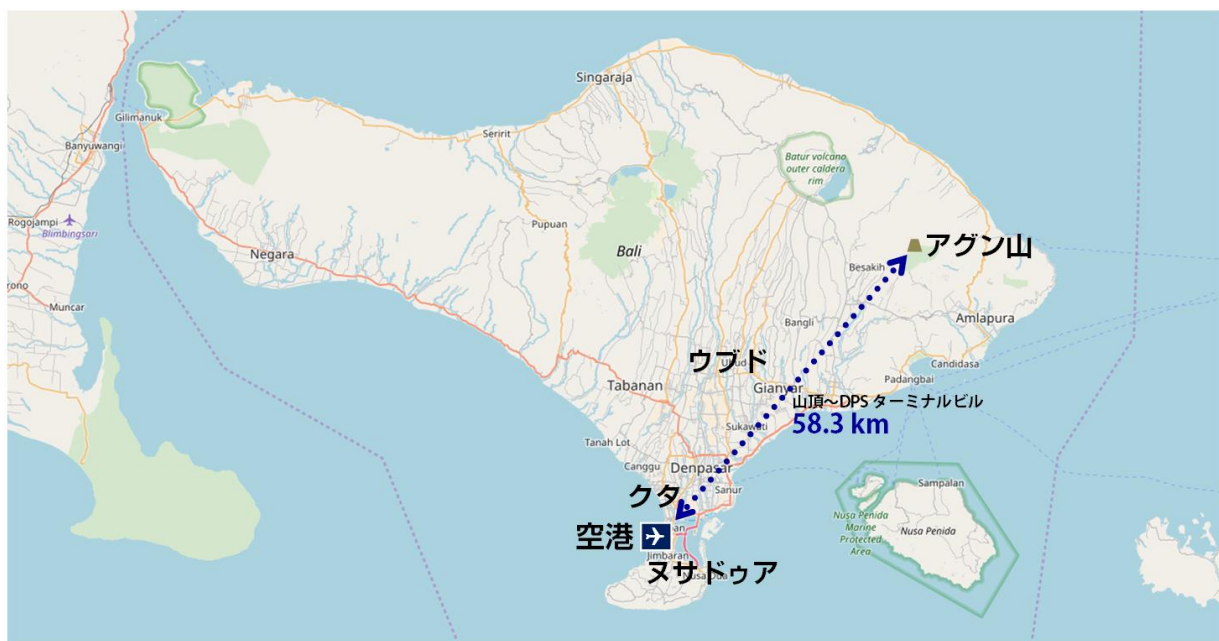 Singaraja
Gilimanuk
Seririt
Banyuwangi
Batur volcano
outer caldera
rim
Rogojampi
Blimbingsari
Pupuan
Bali
アグン山
Negara
Besakih
Muncar
Bangli
Amlapura
ウブド
Candidasa
Tabanan
Gianyar
Padangbai
山頂〜DPS ターミナルビル
58.3 km
Sukawati
Tanah Lot
Canggu
Denpasar
Sanur
Sampalan
クタ
Nusa Penida
Marine
Protected
Area
Nusa Penida
空港
Jimbaran
ヌサドゥア